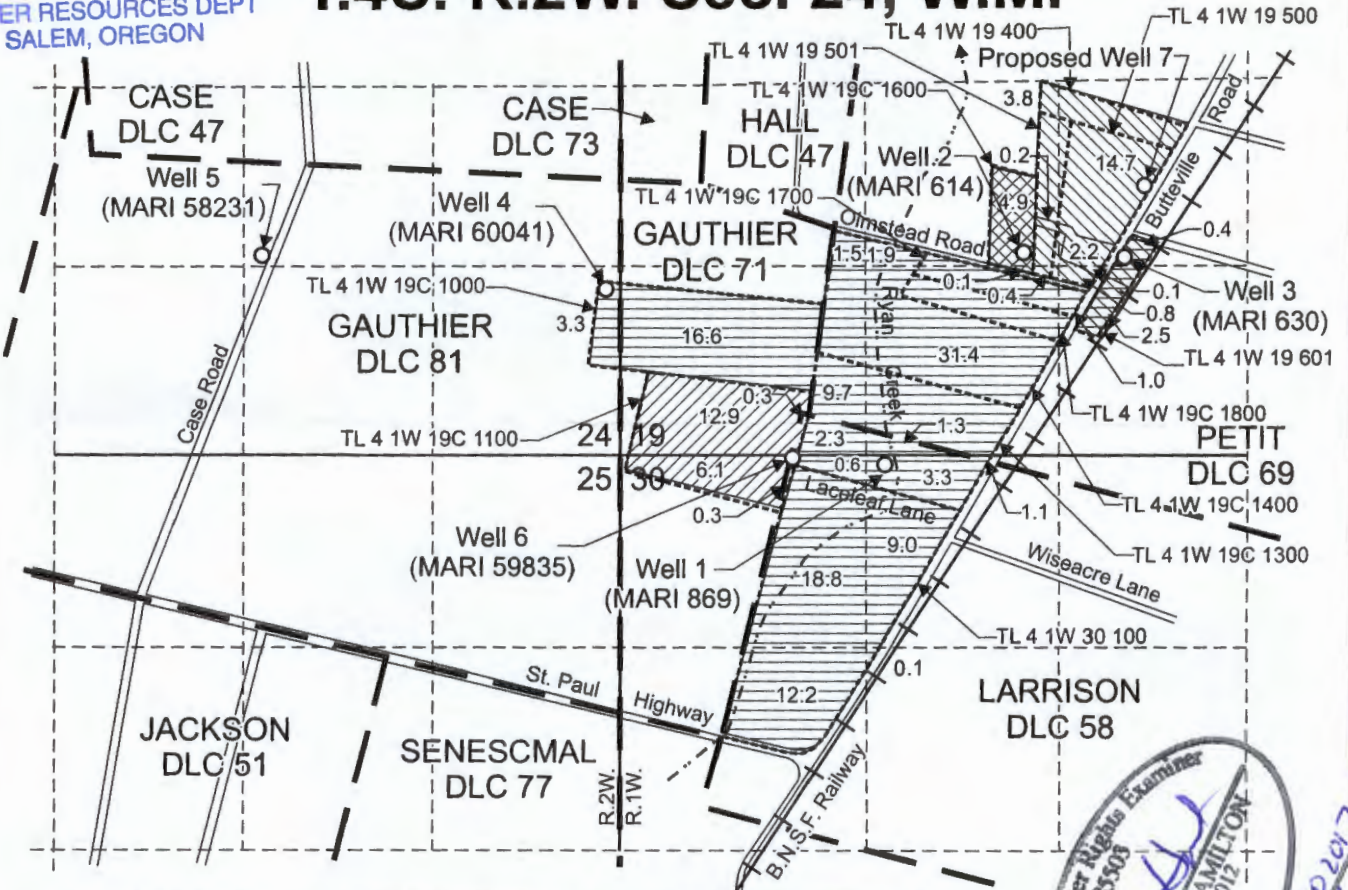 ER RESOURCES DEPT
SALEM, OREGON
T.4S. R.2W. Sec. 24, W.M.
TL 4 1W 19 500
TL 4 1W 19 400
TL 4 1W 19 501
Proposed Well 7
TL 4 1W 19C 1600
3.8
Road
CASE
DLC 47
CASE
DLC 73
HALL
DLC 47
Well 2
(MARI 614)
0.2
14.7
Butteville
Well 5
(MARI 58231)
Well 4
(MARI 60041)
TL 4 1W 19C 1700
4.9
Olmstead Road
GAUTHIER
DLC 71
1.5
1.9
2.2
0.4
TL 4 1W 19C 1000
0.1
0.4
0.1
Well 3
(MARI 630)
0.8
2.5
3.3
GAUTHIER
DLC 81
16.6
Ryan
Creek
31.4
TL 4 1W 19 601
1.0
Case Road
0.3
9.7
12.9
TL 4 1W 19C 1800
TL 4 1W 19C 1100
24
19
2.3
1.3
PETIT
DLC 69
25
30
6.1
0.6
3.3
Laceleaf Lane
0.3
1.1
TL 4 1W 19C 1400
TL 4 1W 19C 1300
Well 6
(MARI 59835)
Well 1
(MARI 869)
9.0
18.8
Wiseacre Lane
TL 4 1W 30 100
0.1
St. Paul
Highway
12.2
LARRISON
DLC 58
JACKSON
DLC 51
SENESCMAL
DLC 77
R.2W.
R.1W.
B.N.S.F. Railway
Rights Examiner
HAMILTON
2017